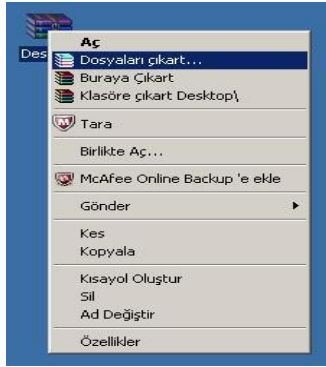 Des
Aç
Dosyaları çıkart...
Buraya Çıkart
Klasöre çıkart Desktop\
Tara
Birlikte Aç...
McAfee Online Backup 'e ekle
Gönder
Kes
Kopyala
Kısayol Oluştur
Sil
Ad Değiştir
Özellikler